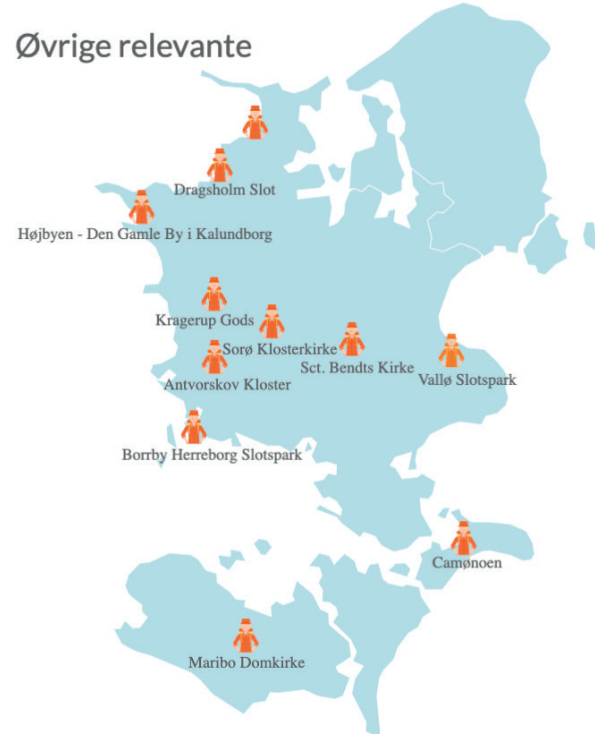 Øvrige relevante
Dragsholm Slot
Højbyen - Den Gamle By i Kalundborg
Kragerup Gods
Sorø Klosterkirke
Sct. Bendts Kirke
Vallø Slotspark
Antvorskov Kloster
Borrby Herreborg Slotspark
Camønoen
Maribo Domkirke